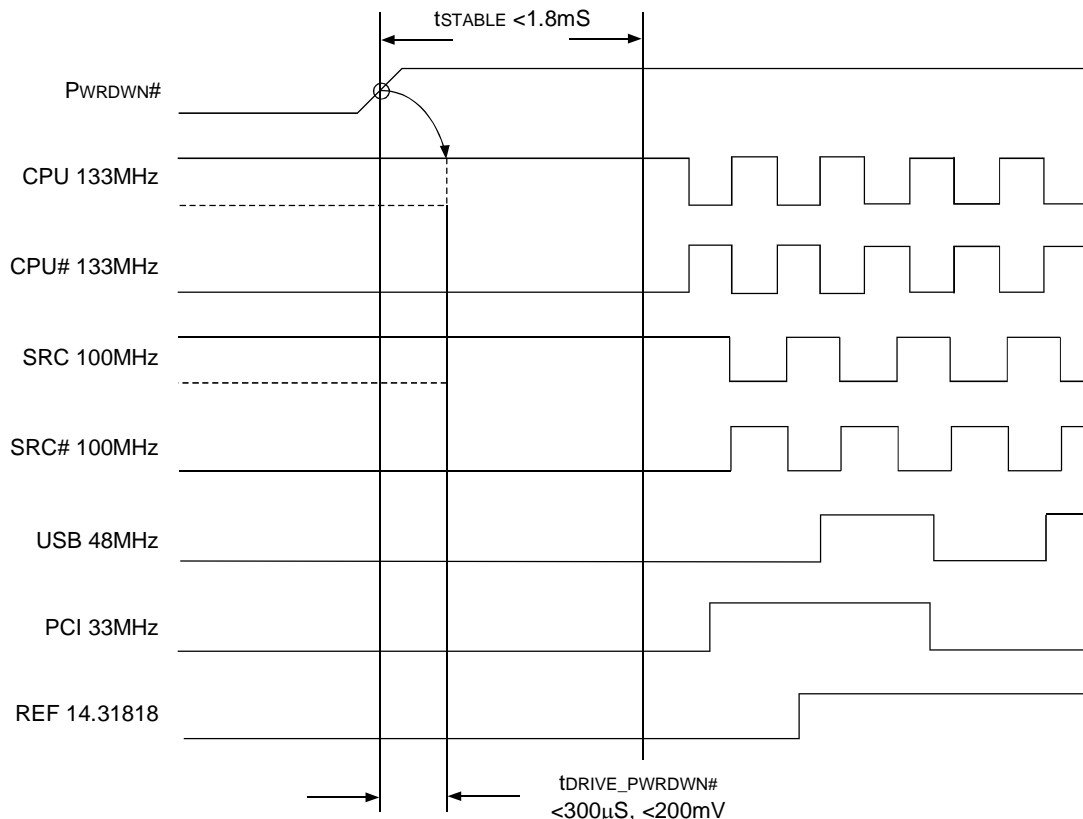 tSTABLE <1.8mS
PWRDWN#
CPU 133MHz
CPU# 133MHz
SRC 100MHz
SRC# 100MHz
USB 48MHz
PCI 33MHz
REF 14.31818
tDRIVE_PWRDWN#
<300µS, <200mV